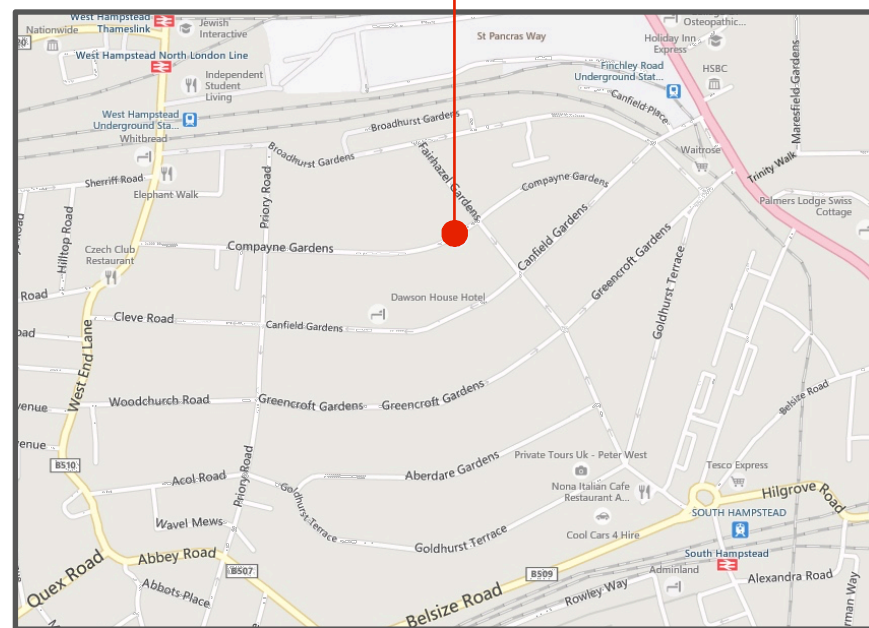 West Hampstead
Thameslink
Jewish
Interactive
Nationwide
West Hampstead North London Line
Independent
Student
Living
West Hampstead
Underground Sta...
Whitbread
St Pancras Way
Osteopathic...
Holiday Inn
Express
HSBC
Finchley Road
Underground Stat...
Canfield Place
Maresfield Gardens
Waitrose
Trinity Walk
Palmers Lodge Swiss
Cottage
Broadhurst Gardens
Broadhurst Gardens
Fairhazel Gardens
Compayne Gardens
Sherriff Road
Elephant Walk
Priory Road
Hilltop Road
Czech Club
Restaurant
Compayne Gardens
Canfield Gardens
Greencroft Gardens
Goldhurst Terrace
Road
Dawson House Hotel
Cleve Road
Canfield Gardens
West End Lane
Woodchurch Road
Greencroft Gardens
Greencroft Gardens
Belsize Road
venue
venue
B510
Acol Road
Priory Road
Goldhurst Terrace
Aberdare Gardens
Private Tours Uk - Peter West
Nona Italian Cafe
Restaurant A...
Tesco Express
Hilgrove Road
Wavel Mews
Goldhurst Terrace
Cool Cars 4 Hire
SOUTH HAMPSTEAD
South Hampstead
Quex Road
Abbey Road
B507
Abbots Place
B509
Belsize Road
Adminland
Rowley Way
Alexandra Road
rman Way